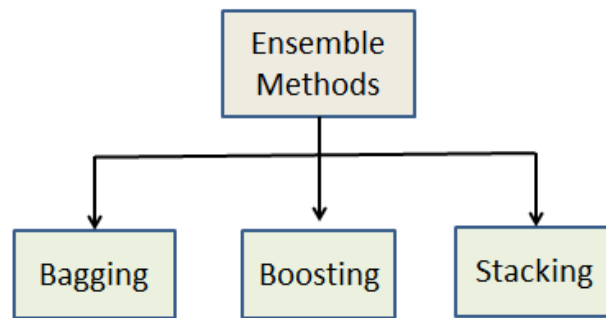 Ensemble
Methods
Bagging
Boosting
Stacking